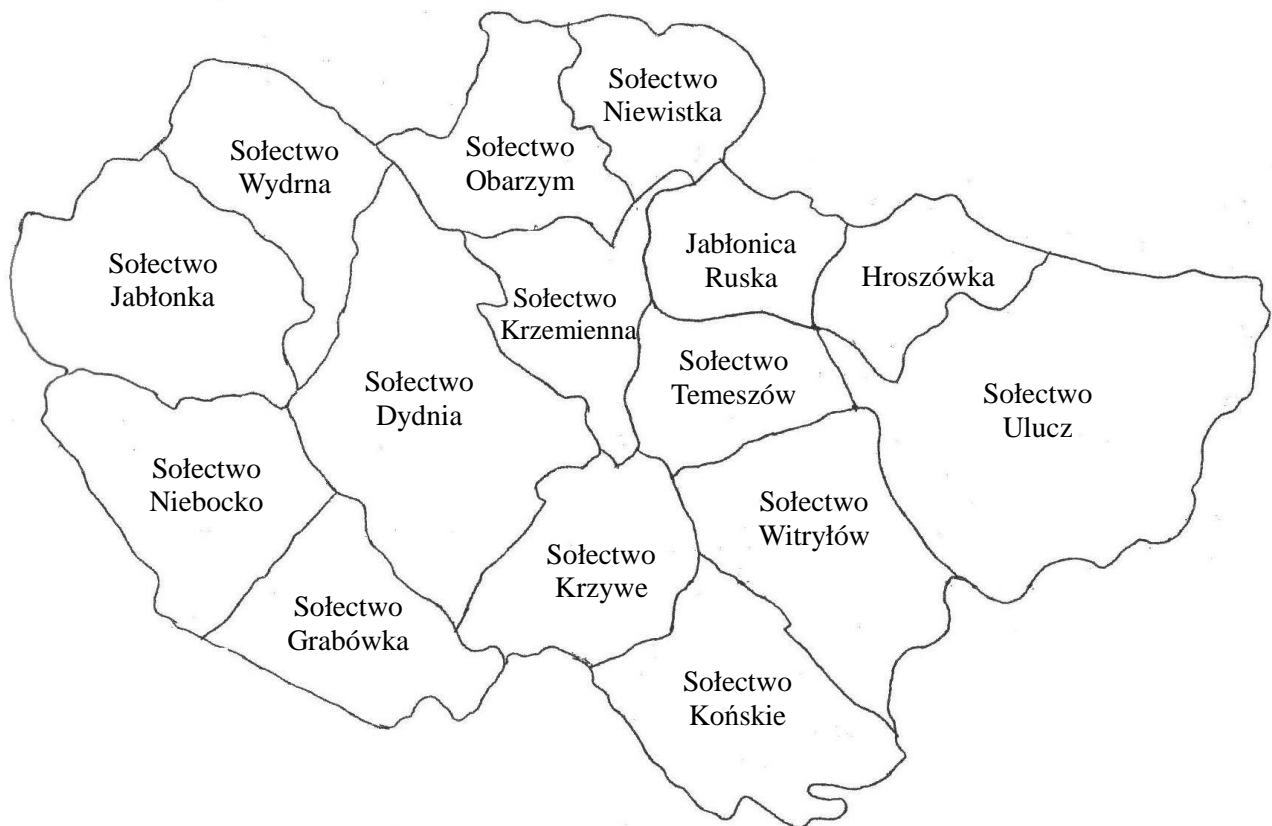 Sołectwo
Niewistka
Sołectwo
Wydrna
Sołectwo
Obarzym
Sołectwo
Jabłonka
Jabłonica
Ruska
Hroszówka
Sołectwo
Krzemienna
Sołectwo
Dydnia
Sołectwo
Temeszów
Sołectwo
Ulucz
Sołectwo
Niebocko
Sołectwo
Witryłów
Sołectwo
Krzywe
Sołectwo
Grabówka
Sołectwo
Końskie